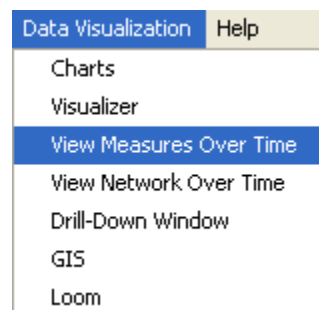 Data Visualization Help
Charts
Visualizer
View Measures Over Time
View Network Over Time
Drill-Down Window
GIS
Loom